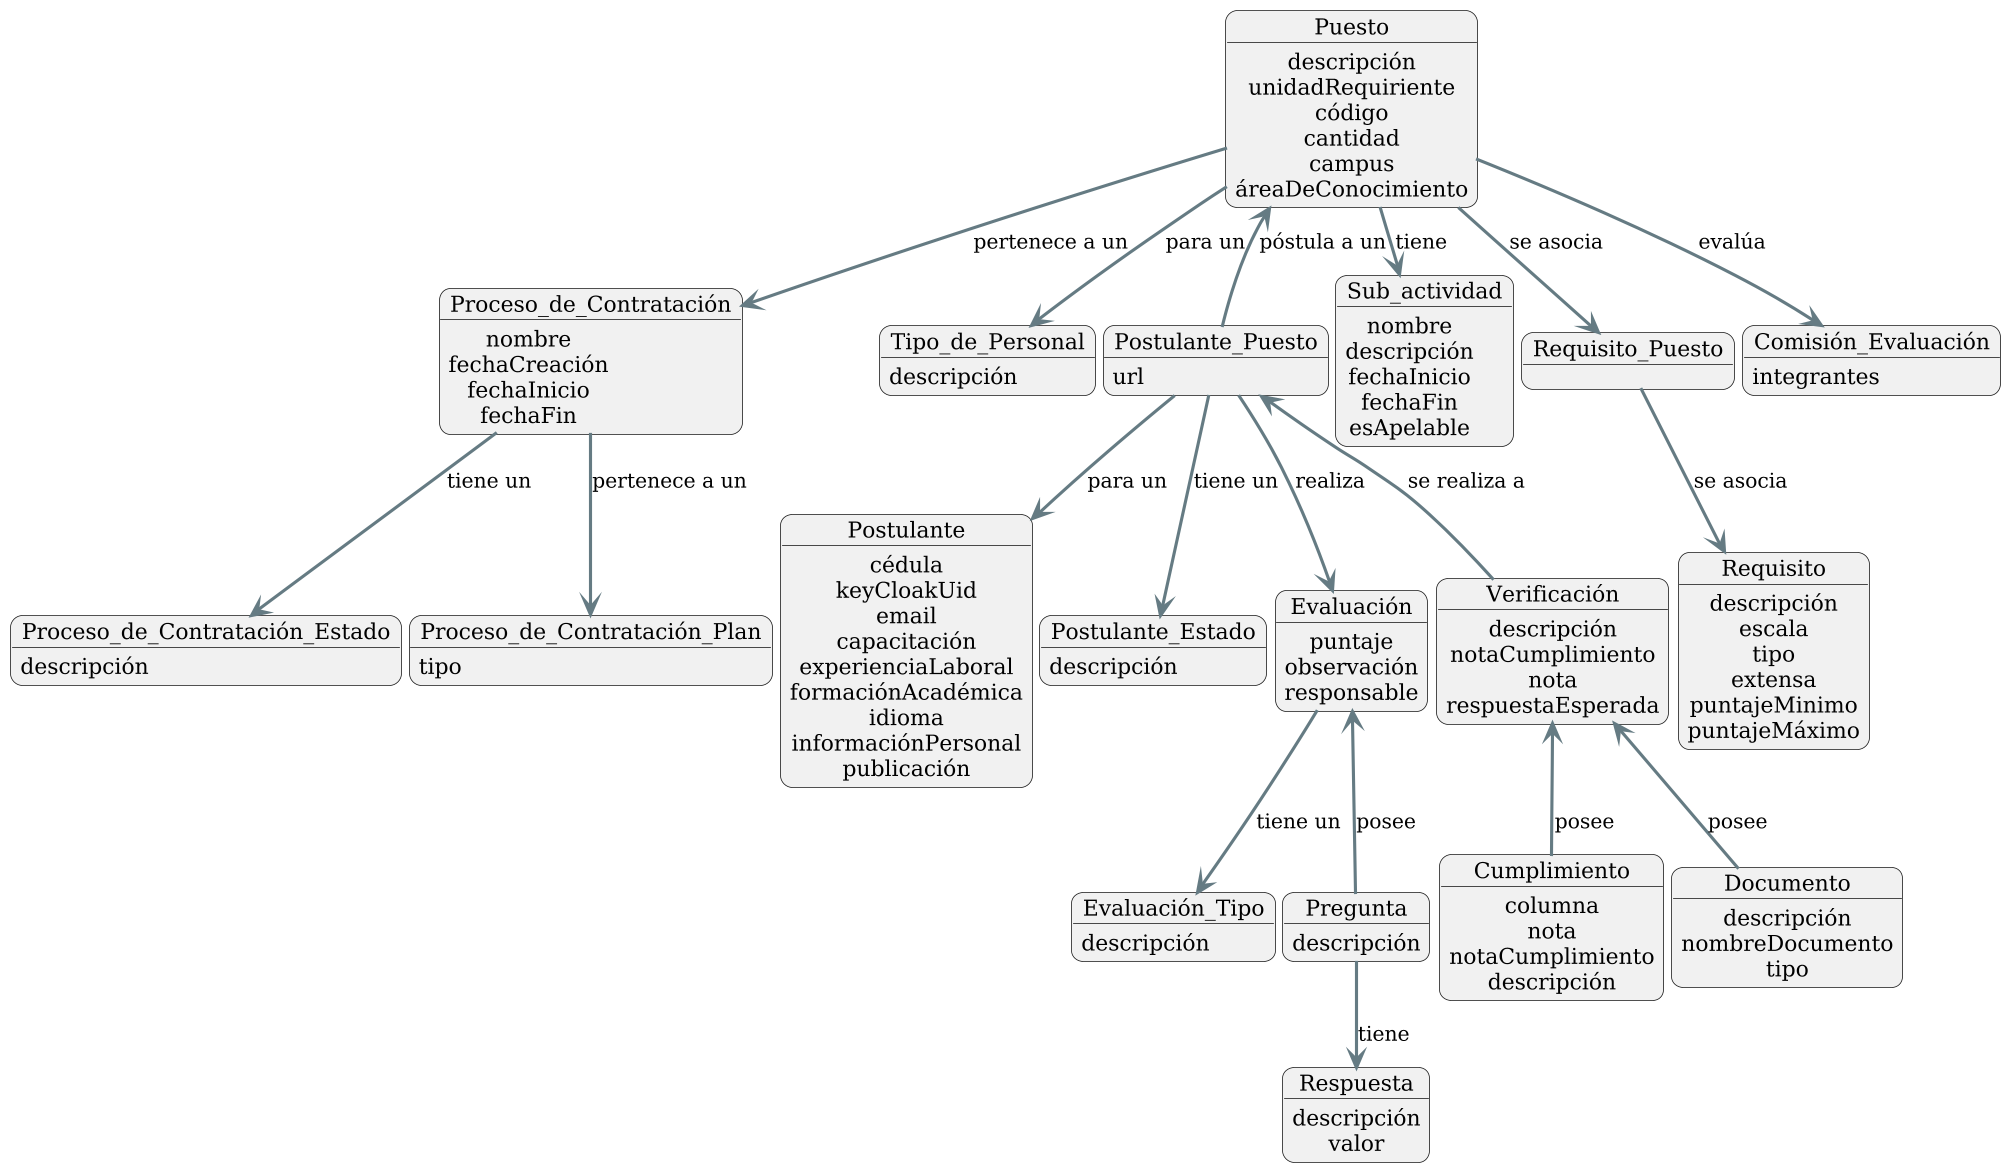 Puesto
descripción
unidadRequiriente
código
cantidad
campus
áreaDeConocimiento
pertenece a un
para un
póstula a un
tiene
se asocia
evalúa
Proceso_de_Contratación
nombre
fechaCreación
fechaInicio
fechaFin
Tipo_de_Personal
descripción
Postulante_Puesto
url
Sub_actividad
nombre
descripción
fechaInicio
fechaFin
esApelable
Requisito_Puesto
Comisión_Evaluación
integrantes
tiene un
pertenece a un
para un
tiene un
realiza
se realiza a
se asocia
Proceso_de_Contratación_Estado
descripción
Proceso_de_Contratación_Plan
tipo
Postulante
cédula
keyCloakUid
email
capacitación
experienciaLaboral
formaciónAcadémica
idioma
informaciónPersonal
publicación
Postulante_Estado
descripción
Evaluación
puntaje
observación
responsable
Verificación
descripción
notaCumplimiento
nota
respuestaEsperada
Requisito
descripción
escala
tipo
extensa
puntajeMinimo
puntajeMáximo
tiene un
posee
posee
posee
Evaluación_Tipo
descripción
Pregunta
descripción
Cumplimiento
columna
nota
notaCumplimiento
descripción
Documento
descripción
nombreDocumento
tipo
tiene
Respuesta
descripción
valor